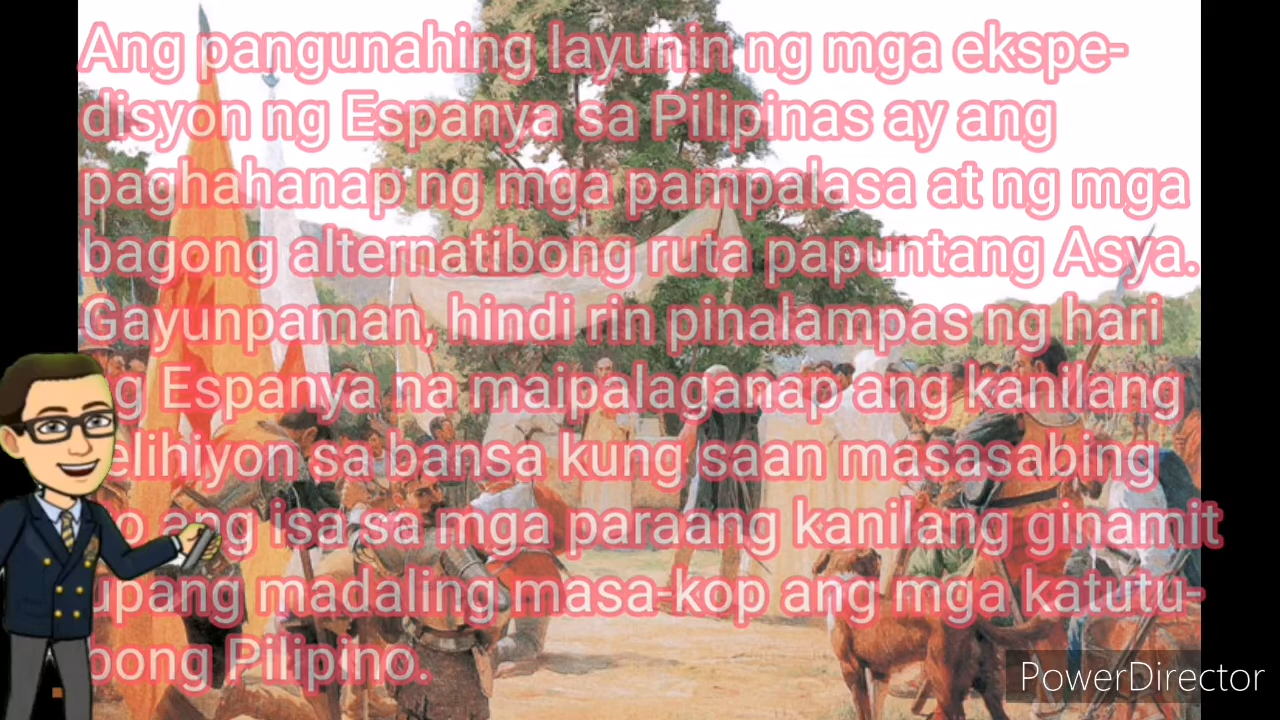 Ang pangunahing layunin ng mga ekspe-
disyon ng Espanya sa Pilipinas ay ang
paghahanap ng mga pampalasa at ng mga
bagong alternatibong ruta papuntang Asya.
Gayunpaman, hindi rin pinalampas ng hari
ng Espanya na maipalaganap ang kanilang
relihiyon sa bansa kung saan masasabing
ang isa sa mga paraang kanilang ginamit
upang madaling masa-kop ang mga katutu-
bong Pilipino.
PowerDirector